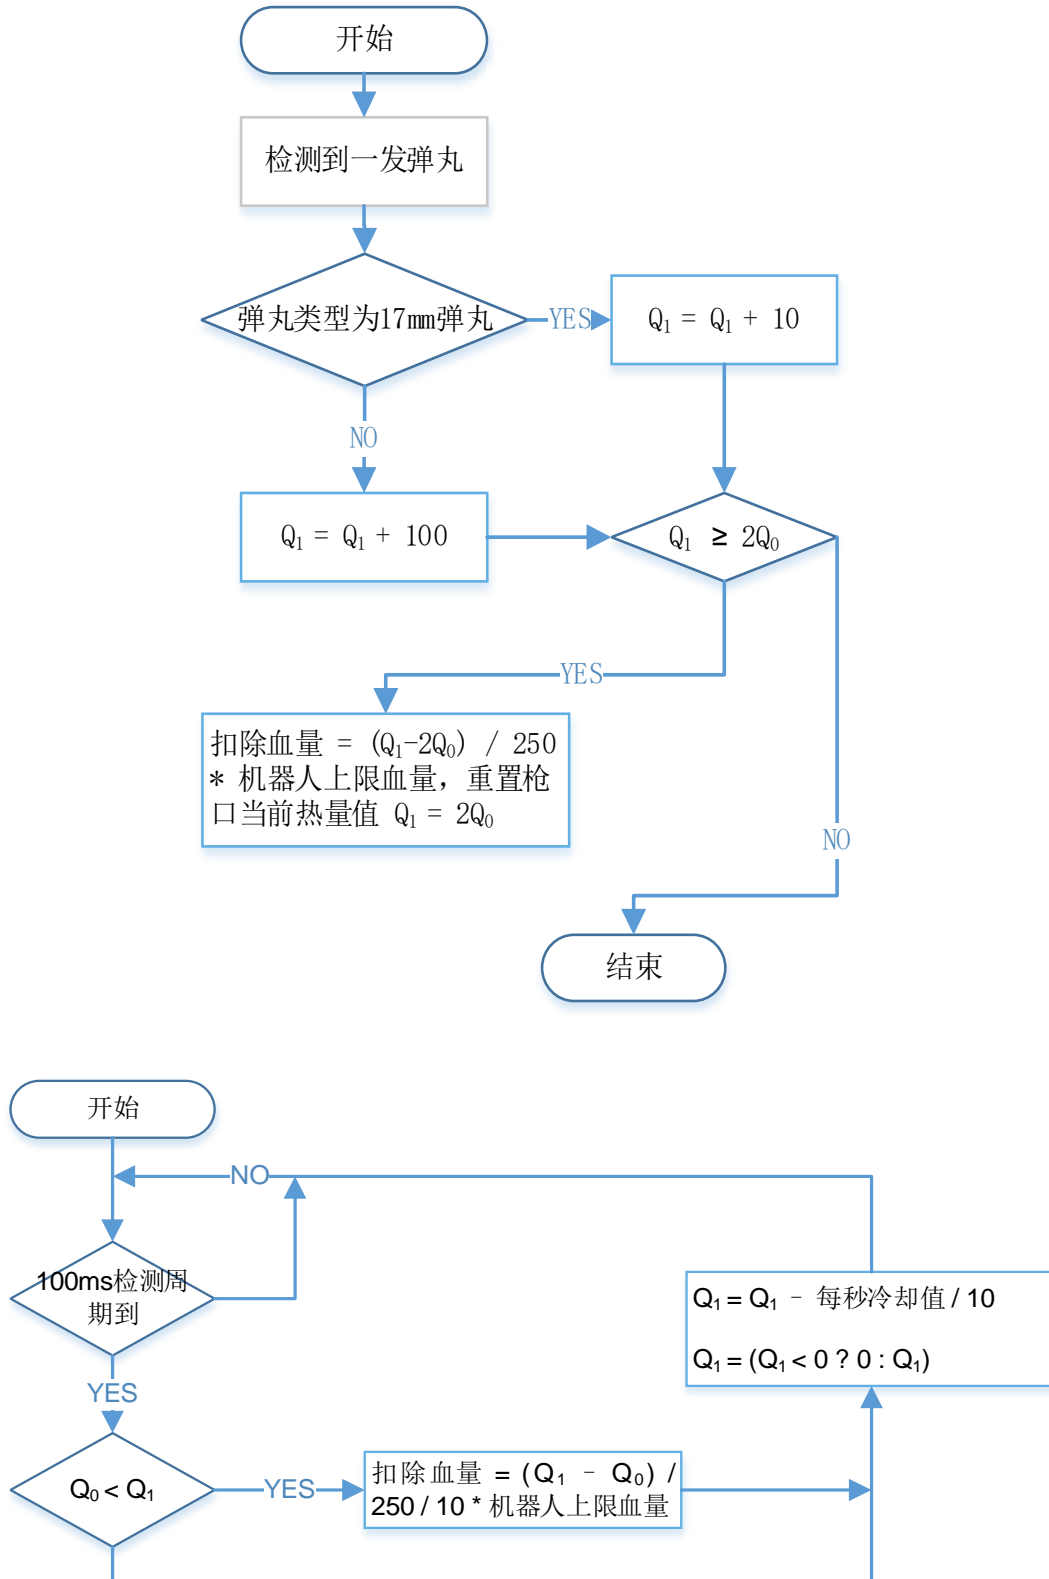 开始
检测到一发弹丸
弹丸类型为17mm弹丸
YES
Q₁ = Q₁ + 10
NO
Q₁ = Q₁ + 100
Q₁ ≥ 2Q₀
YES
扣除血量 = (Q₁-2Q₀) / 250
* 机器人上限血量，重置枪
口当前热量值 Q₁ = 2Q₀
NO
结束
开始
NO
100ms检测周
期到
Q₁ = Q₁ - 每秒冷却值 / 10
Q₁ = (Q₁ < 0 ? 0 : Q₁)
YES
Q₀ < Q₁
YES
扣除血量 = (Q₁ - Q₀) /
250 / 10 * 机器人上限血量